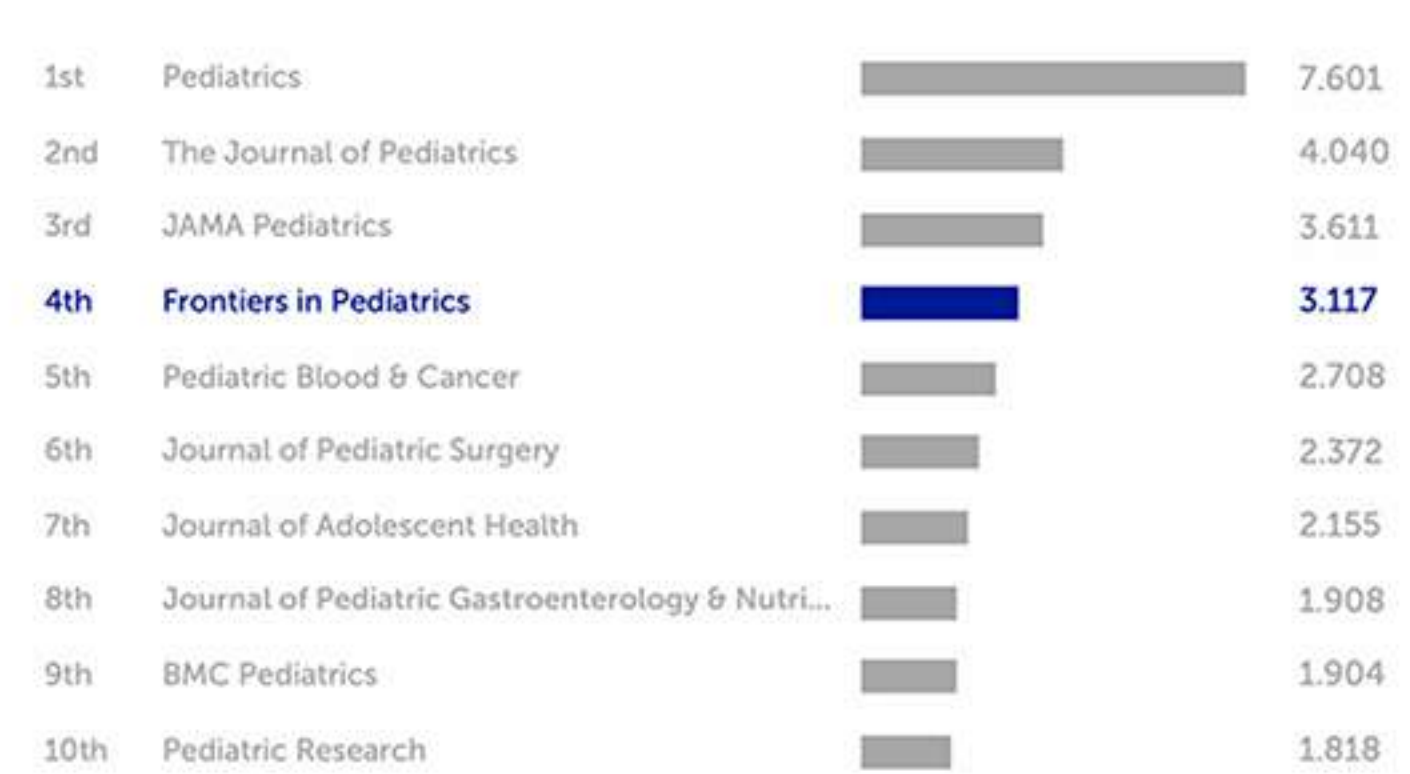 1st Pediatrics 7.601
2nd The Journal of Pediatrics 4.040
3rd JAMA Pediatrics 3.611
4th Frontiers in Pediatrics 3.117
5th Pediatric Blood & Cancer 2.708
6th Journal of Pediatric Surgery 2.372
7th Journal of Adolescent Health 2.155
8th Journal of Pediatric Gastroenterology & Nutri... 1.908
9th BMC Pediatrics 1.904
10th Pediatric Research 1.818